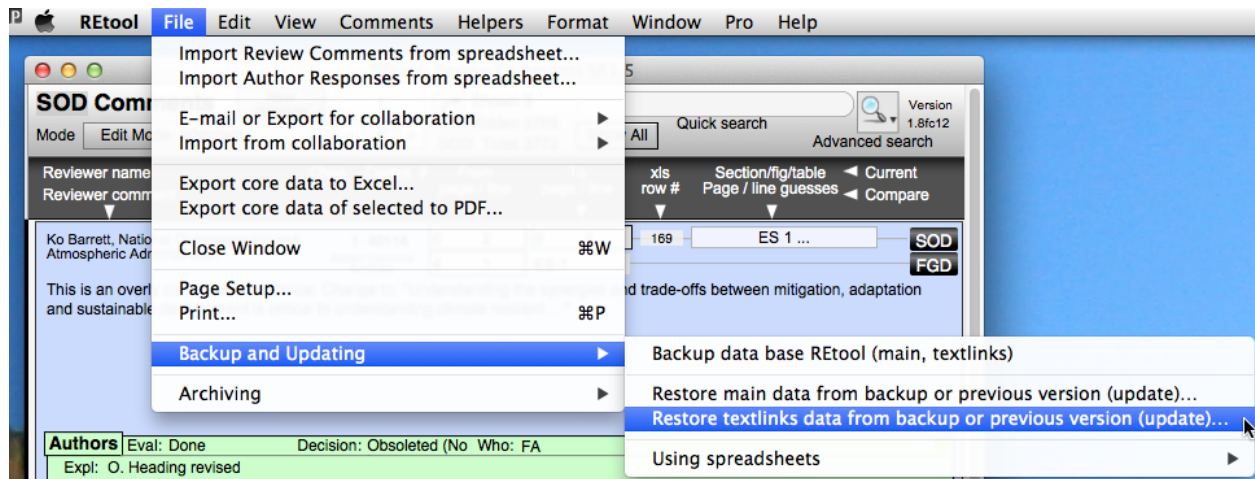 REtool File Edit View Comments Helpers Format Window Pro Help
Import Review Comments from spreadsheet...
Import Author Responses from spreadsheet...
E-mail or Export for collaboration
Import from collaboration
Export core data to Excel...
Export core data of selected to PDF...
Close Window ⌘W
Page Setup...
Print... ⌘P
Backup and Updating
Archiving
Backup data base REtool (main, textlinks)
Restore main data from backup or previous version (update)...
Restore textlinks data from backup or previous version (update)...
Using spreadsheets
SOD Comm
Mode Edit Mo
All Quick search
Version
1.8fc12
Advanced search
Reviewer name
Reviewer comm
xls
row #
Section/fig/table
Page / line guesses
Current
Compare
Ko Barrett, Natio
Atmospheric Adr
169 ES 1 ... SOD
FGD
This is an overl
nd trade-offs between mitigation, adaptation
and sustainable
Authors Eval: Done Decision: Obsoleted (No Who: FA
Expl: O. Heading revised